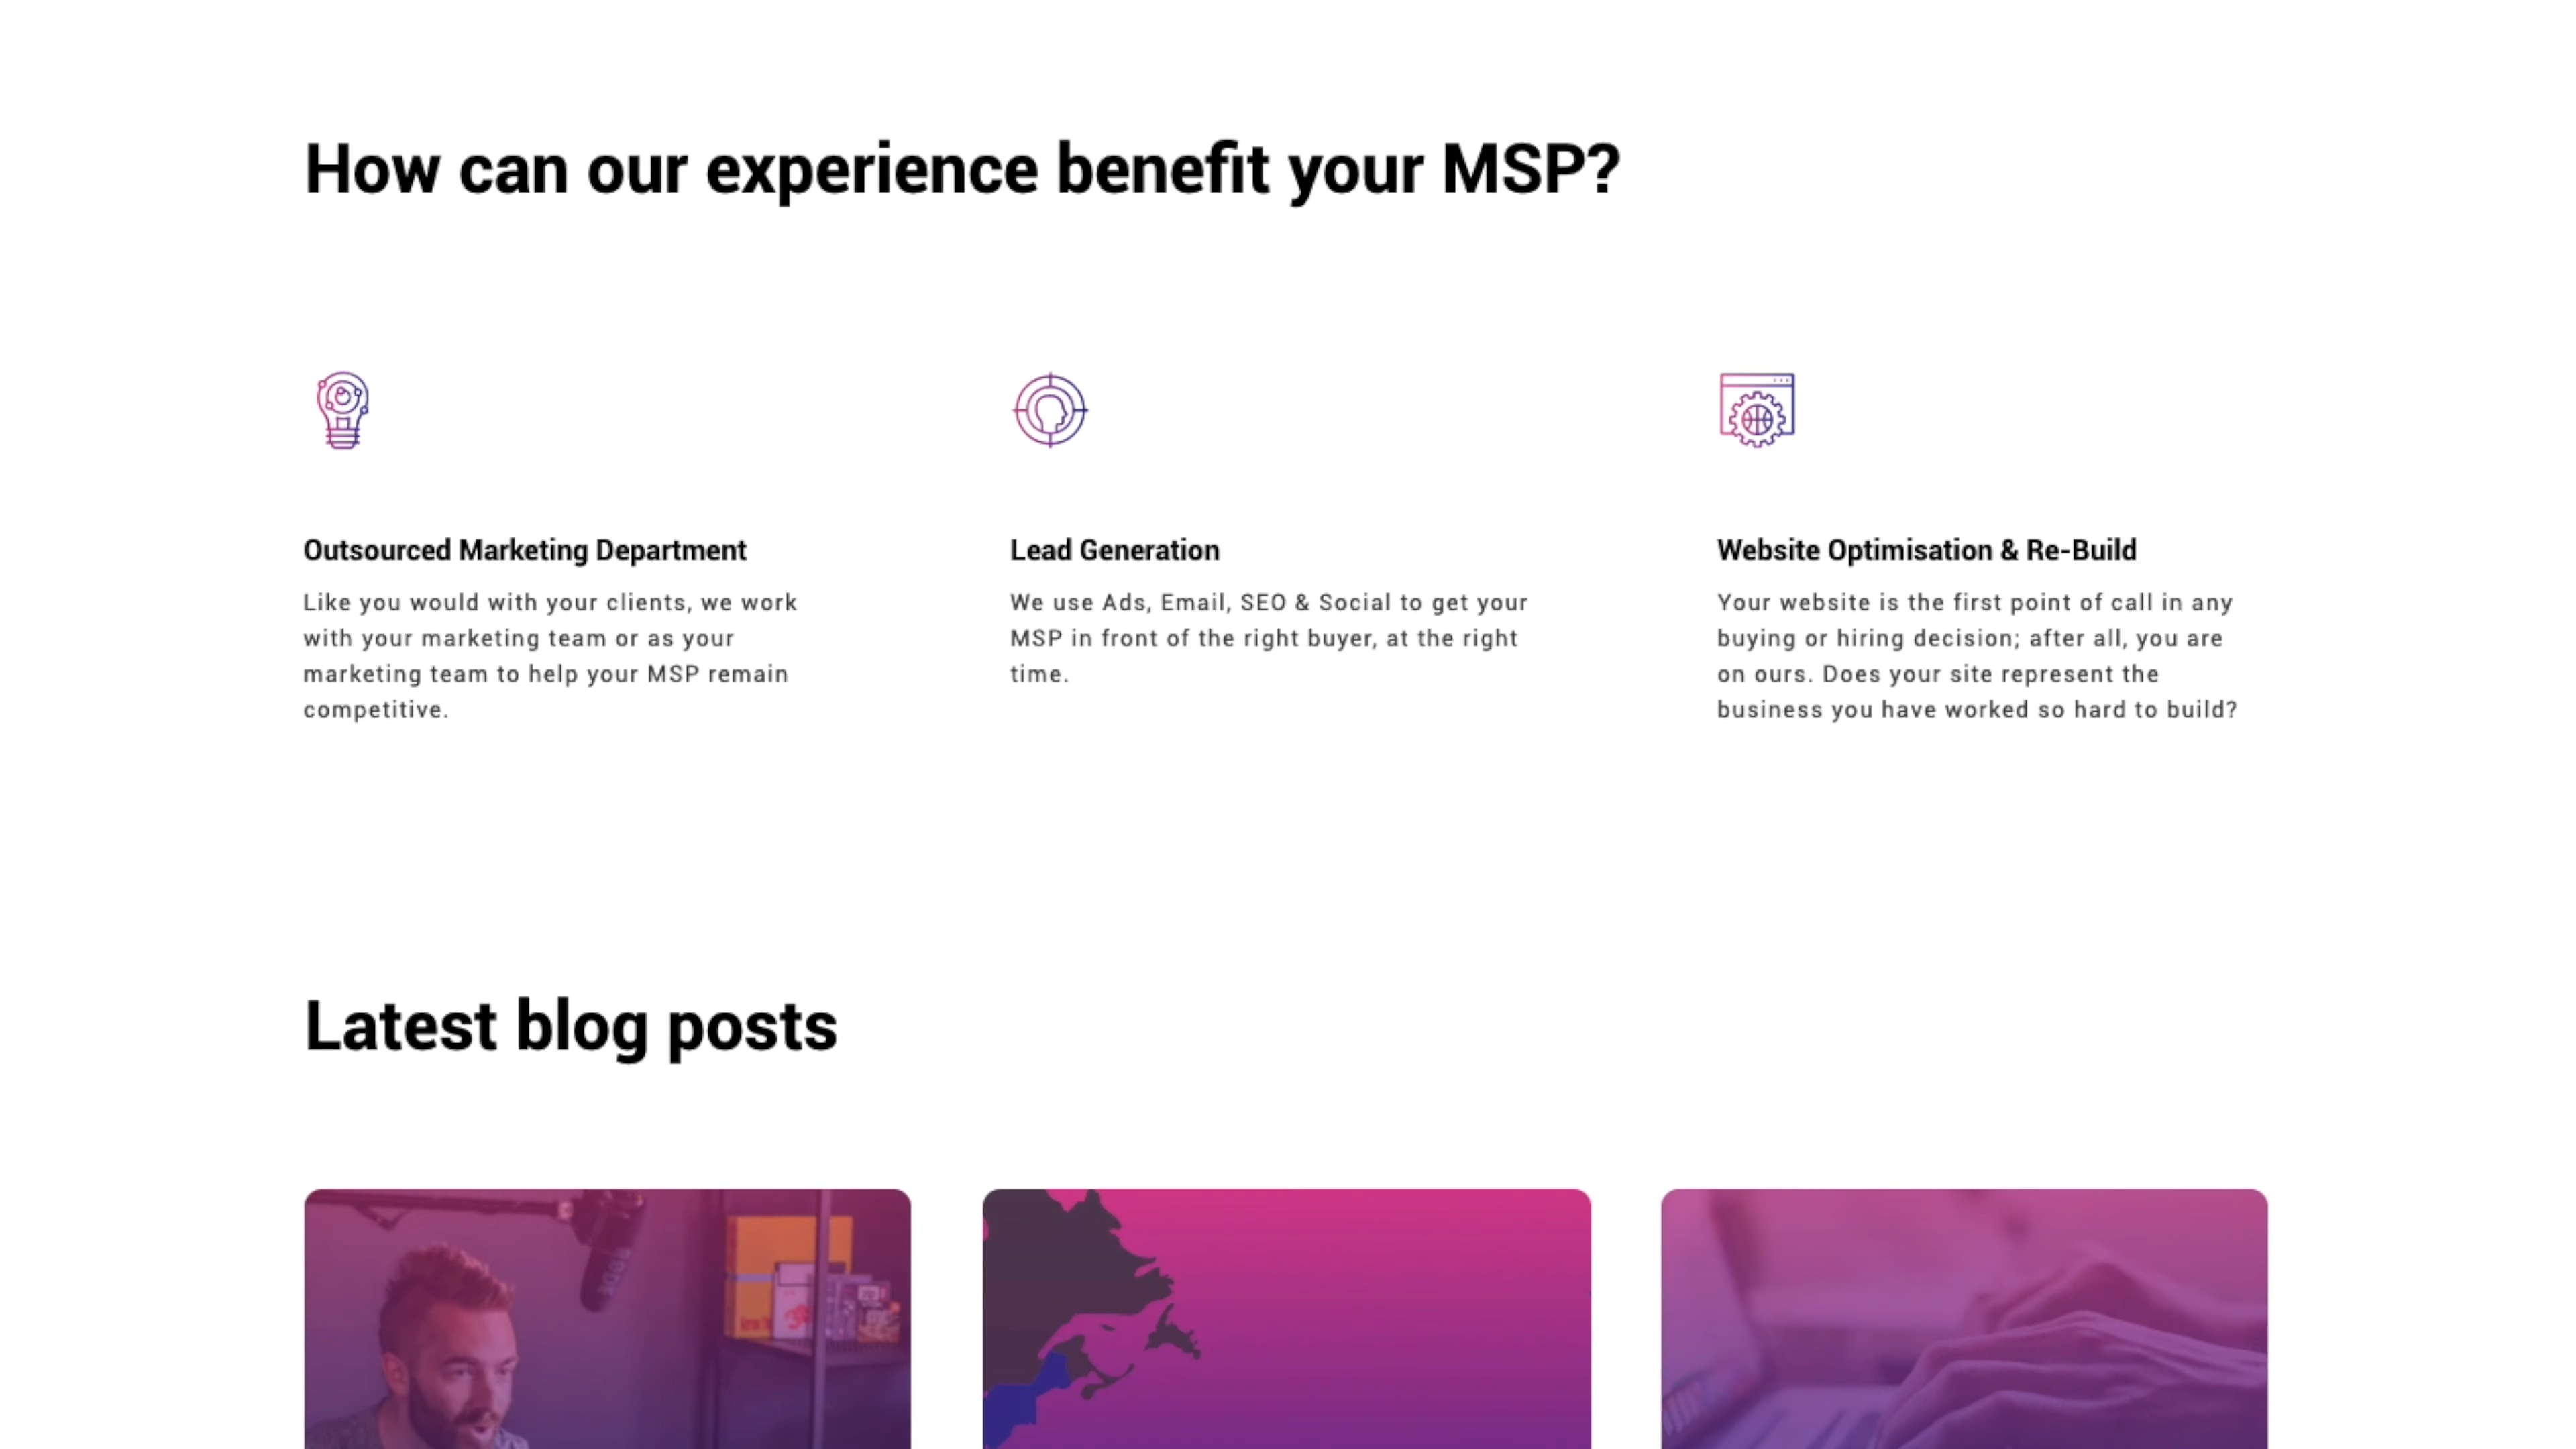 How can our experience benefit your MSP?
Outsourced Marketing Department
Like you would with your clients, we work
with your marketing team or as your
marketing team to help your MSP remain
competitive.
Lead Generation
We use Ads, Email, SEO & Social to get your
MSP in front of the right buyer, at the right
time.
Website Optimisation & Re-Build
Your website is the first point of call in any
buying or hiring decision; after all, you are
on ours. Does your site represent the
business you have worked so hard to build?
Latest blog posts